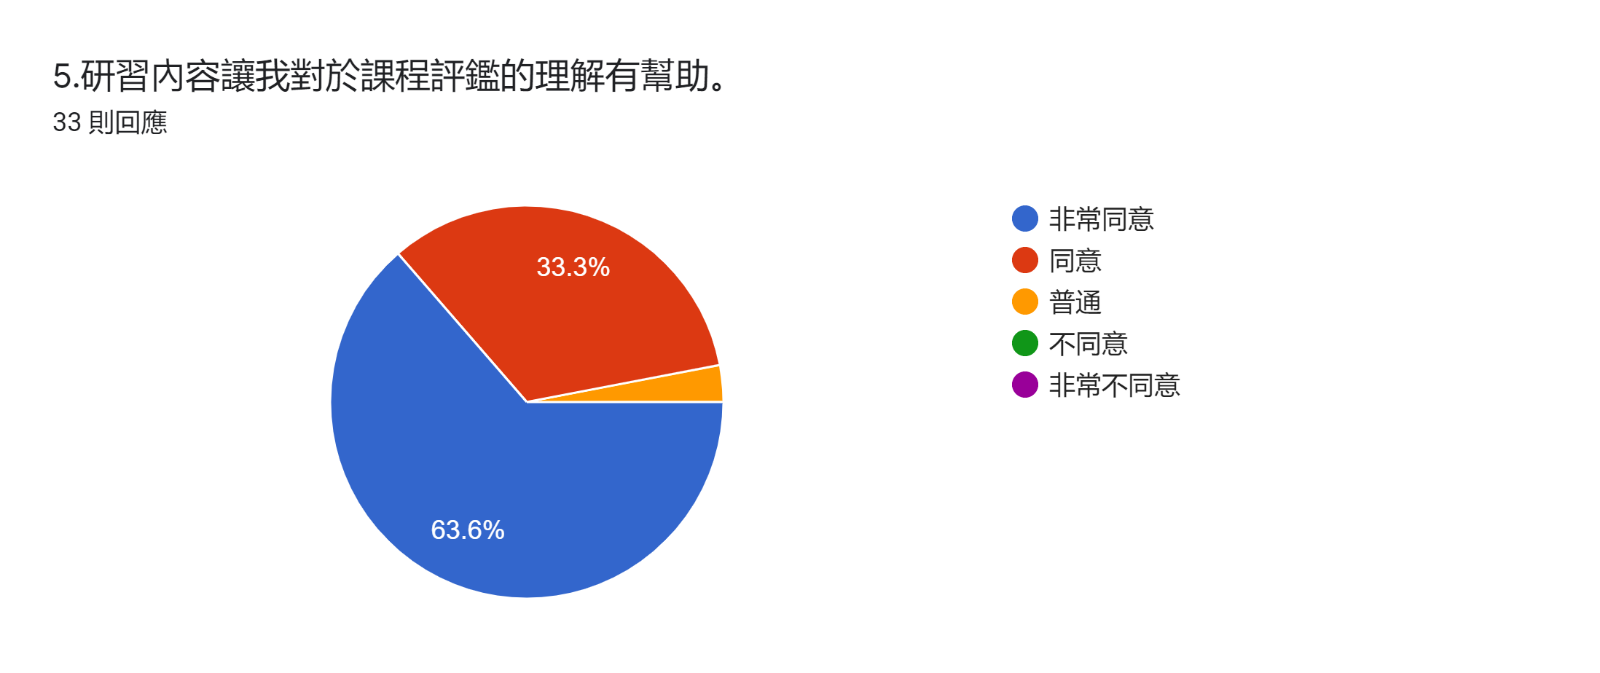 5.研習內容讓我對於課程評鑑的理解有幫助。
33 則回應
33.3%
63.6%
非常同意
同意
普通
不同意
非常不同意